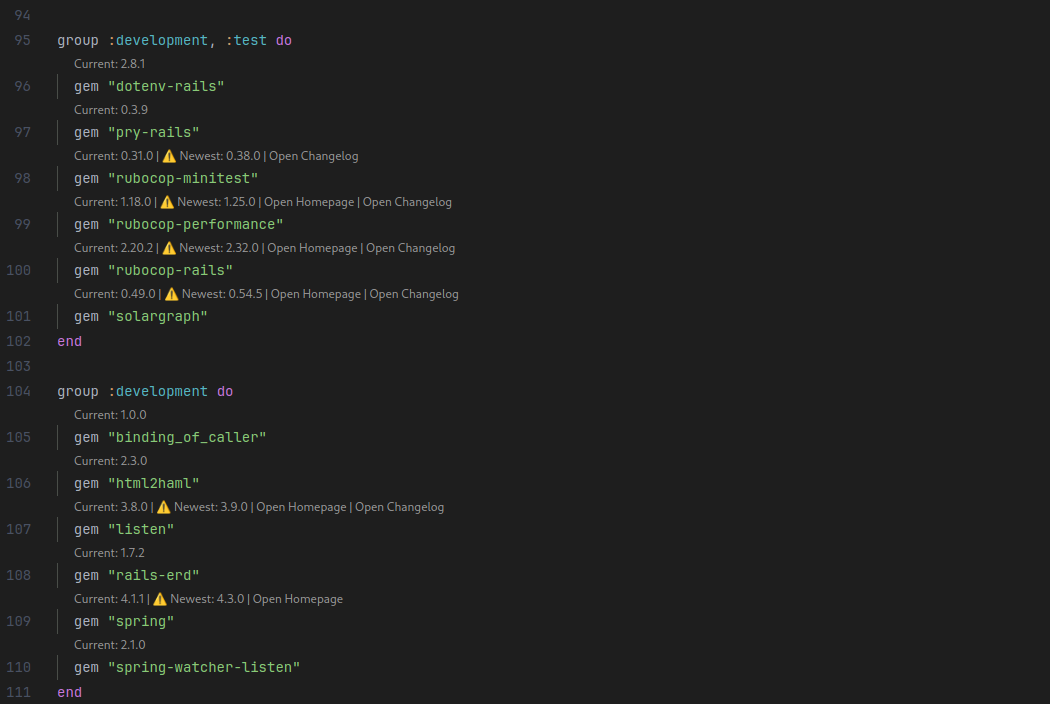 94
95 group :development, :test do
Current: 2.8.1
96 gem "dotenv-rails"
Current: 0.3.9
97 gem "pry-rails"
Current: 0.31.0 | ⚠️ Newest: 0.38.0 | Open Changelog
98 gem "rubocop-minitest"
Current: 1.18.0 | ⚠️ Newest: 1.25.0 | Open Homepage | Open Changelog
99 gem "rubocop-performance"
Current: 2.20.2 | ⚠️ Newest: 2.32.0 | Open Homepage | Open Changelog
100 gem "rubocop-rails"
Current: 0.49.0 | ⚠️ Newest: 0.54.5 | Open Homepage | Open Changelog
101 gem "solargraph"
102 end
103
104 group :development do
Current: 1.0.0
105 gem "binding_of_caller"
Current: 2.3.0
106 gem "html2haml"
Current: 3.8.0 | ⚠️ Newest: 3.9.0 | Open Homepage | Open Changelog
107 gem "listen"
Current: 1.7.2
108 gem "rails-erd"
Current: 4.1.1 | ⚠️ Newest: 4.3.0 | Open Homepage
109 gem "spring"
Current: 2.1.0
110 gem "spring-watcher-listen"
111 end